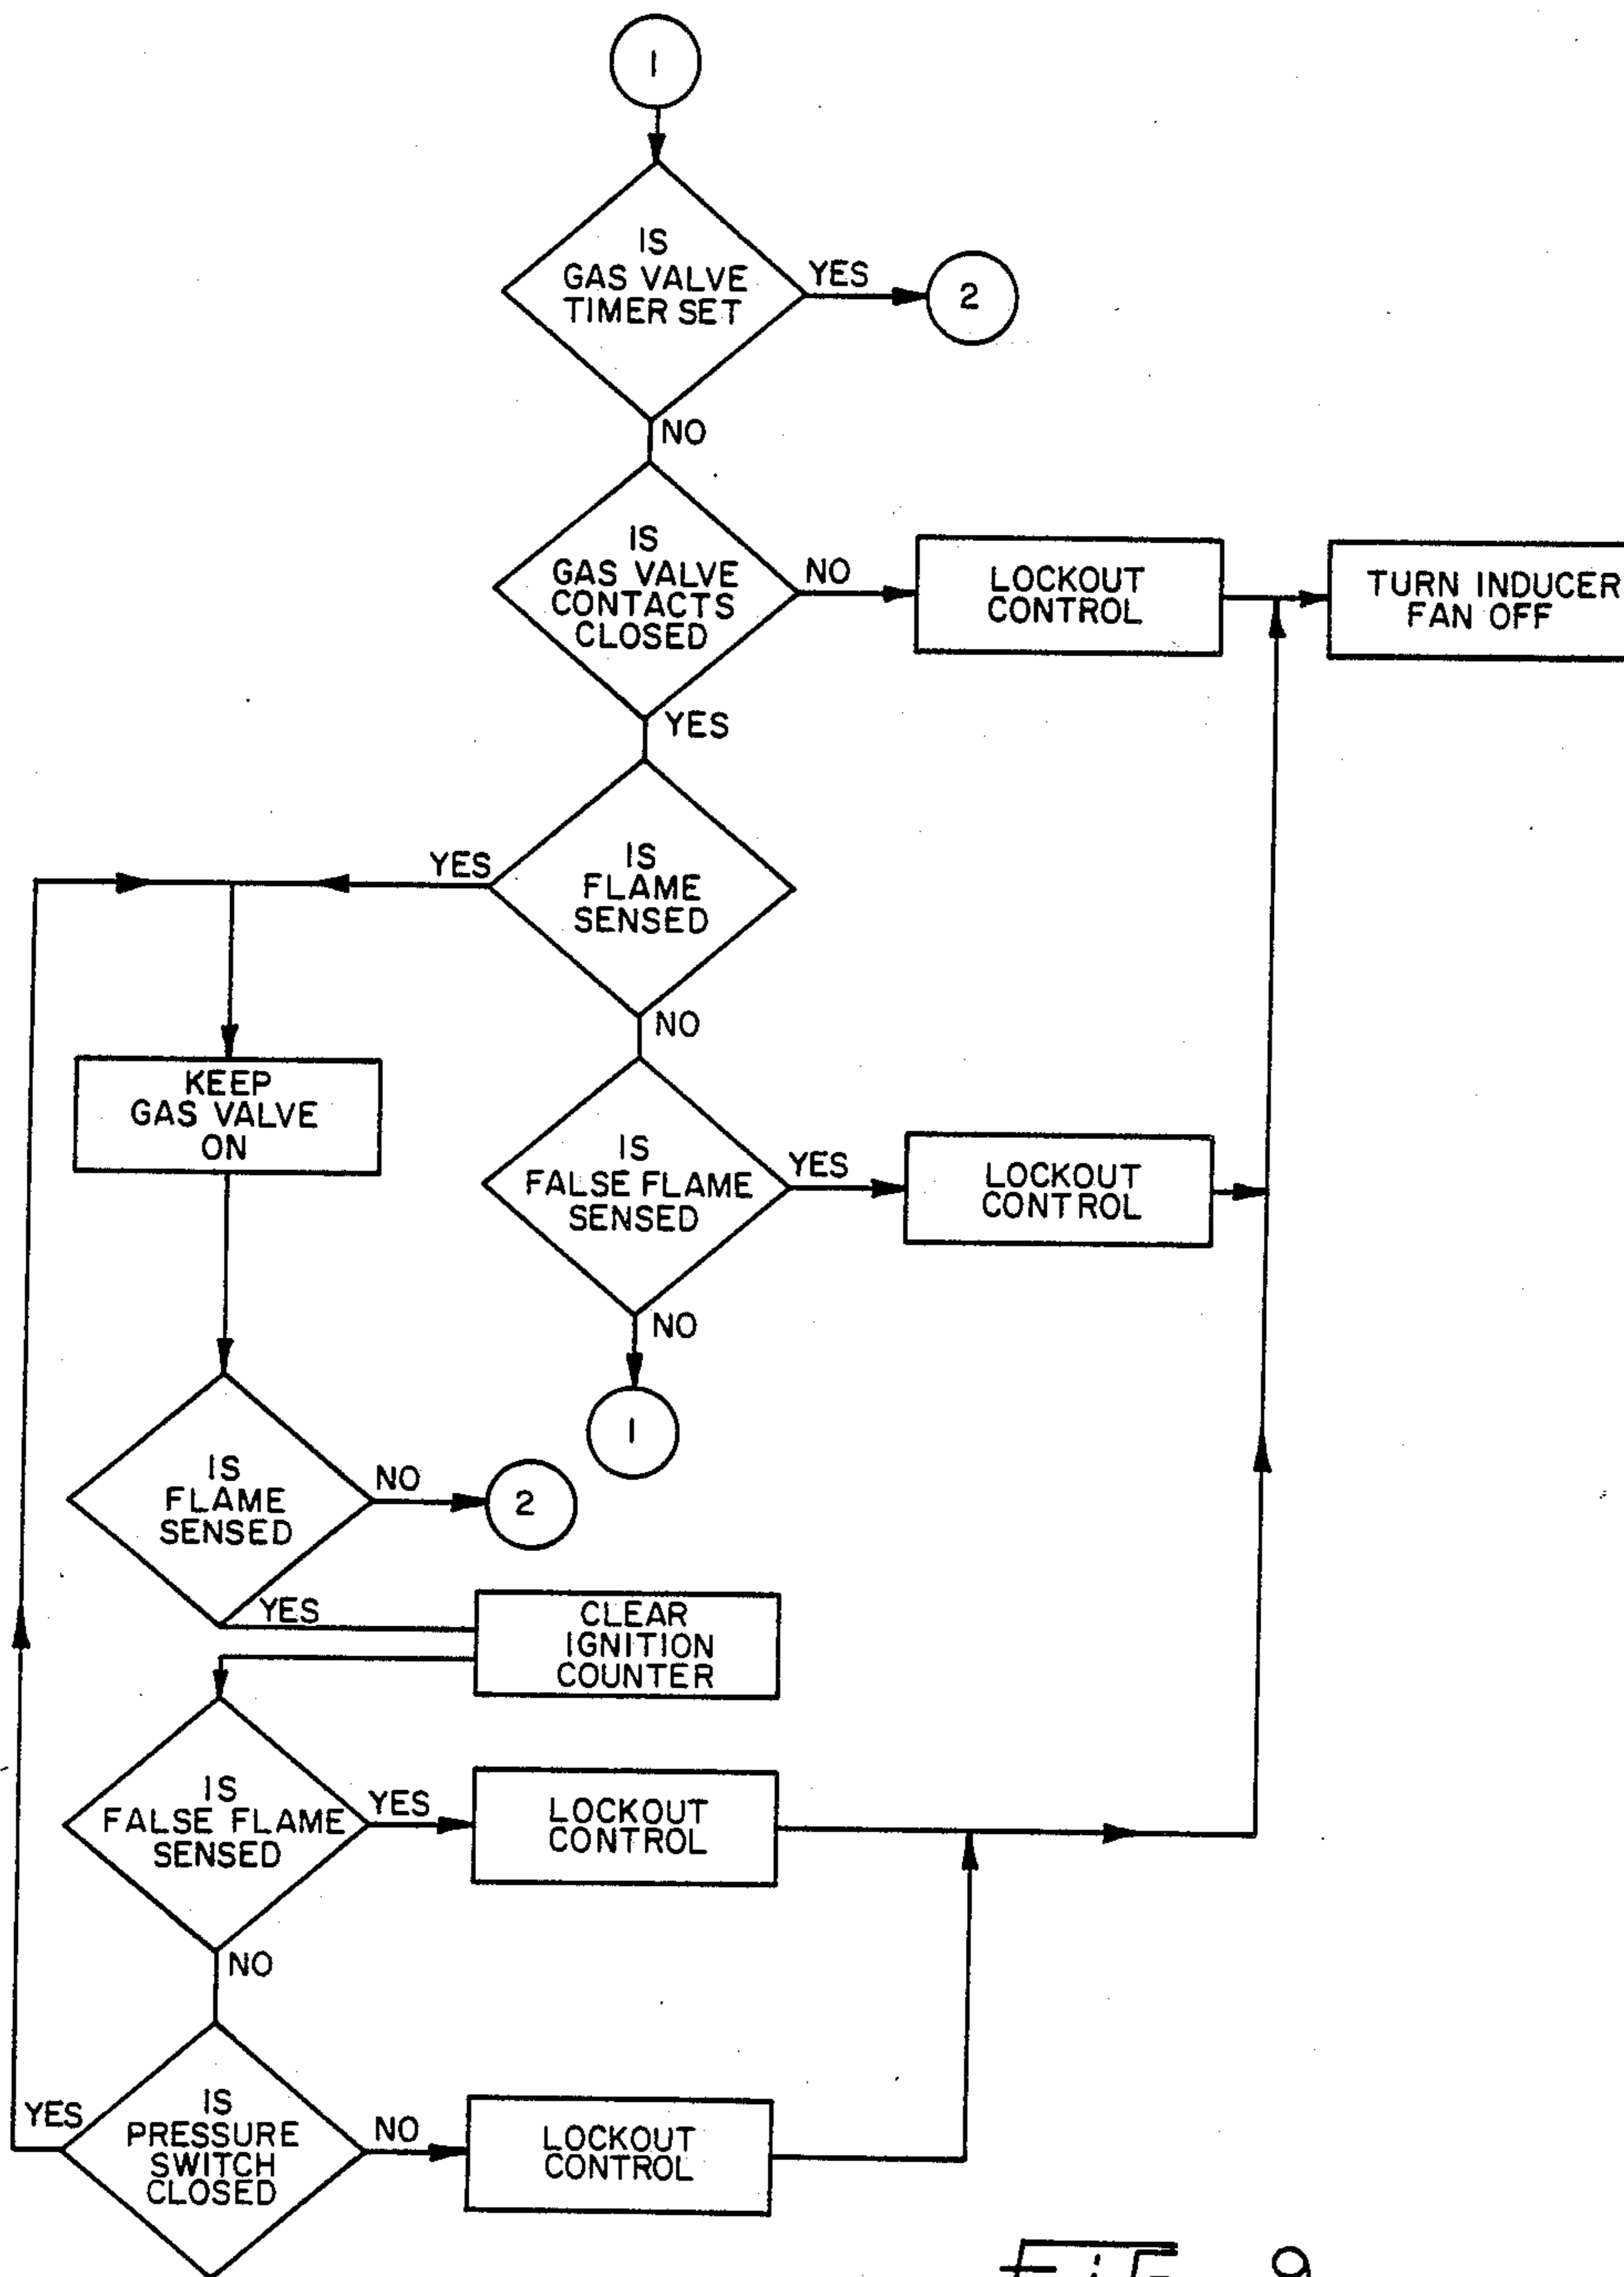 1
IS
GAS VALVE
TIMER SET
YES
2
NO
IS
GAS VALVE
CONTACTS
CLOSED
NO
LOCKOUT
CONTROL
TURN INDUCER
FAN OFF
YES
IS
FLAME
SENSED
YES
NO
KEEP
GAS VALVE
ON
IS
FALSE FLAME
SENSED
YES
LOCKOUT
CONTROL
NO
1
IS
FLAME
SENSED
NO
2
YES
CLEAR
IGNITION
COUNTER
IS
FALSE FLAME
SENSED
YES
LOCKOUT
CONTROL
NO
IS
PRESSURE
SWITCH
CLOSED
YES
NO
LOCKOUT
CONTROL